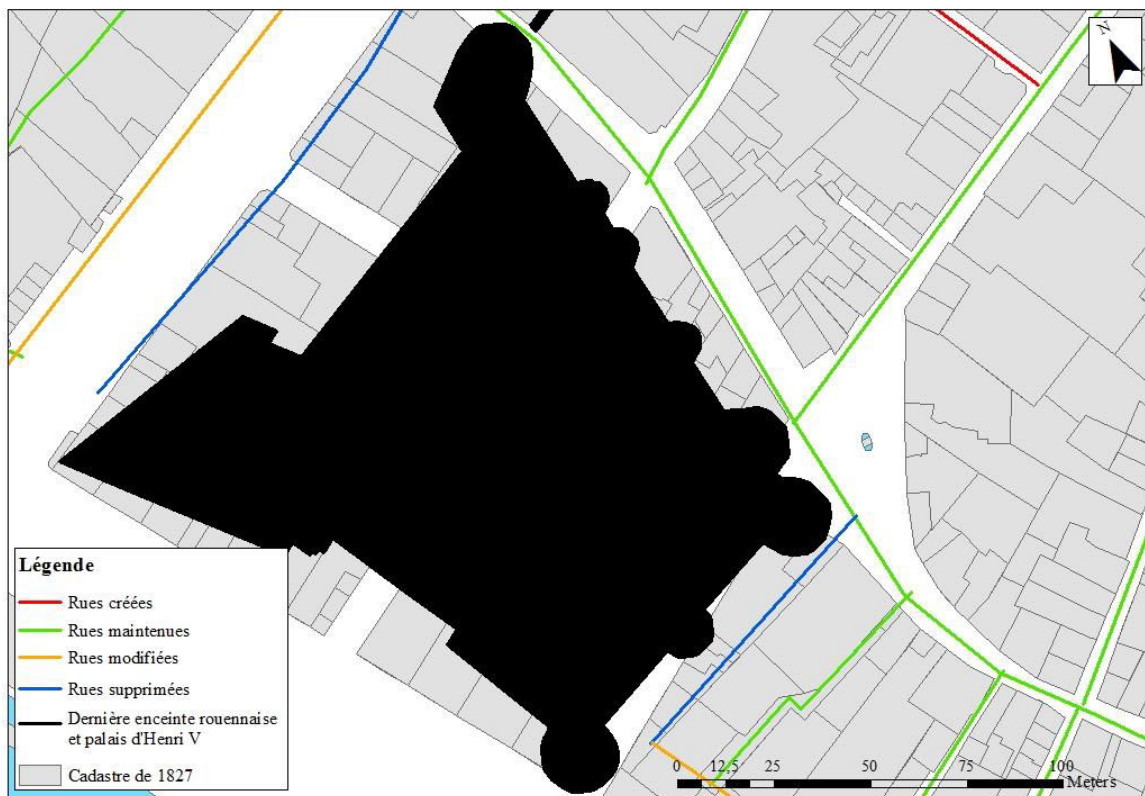 N
Légende
Rues créées
Rues maintenues
Rues modifiées
Rues supprimées
Dernière enceinte rouennaise
et palais d'Henri V
Cadastre de 1827
0 12,5 25 50 75 100
Meters